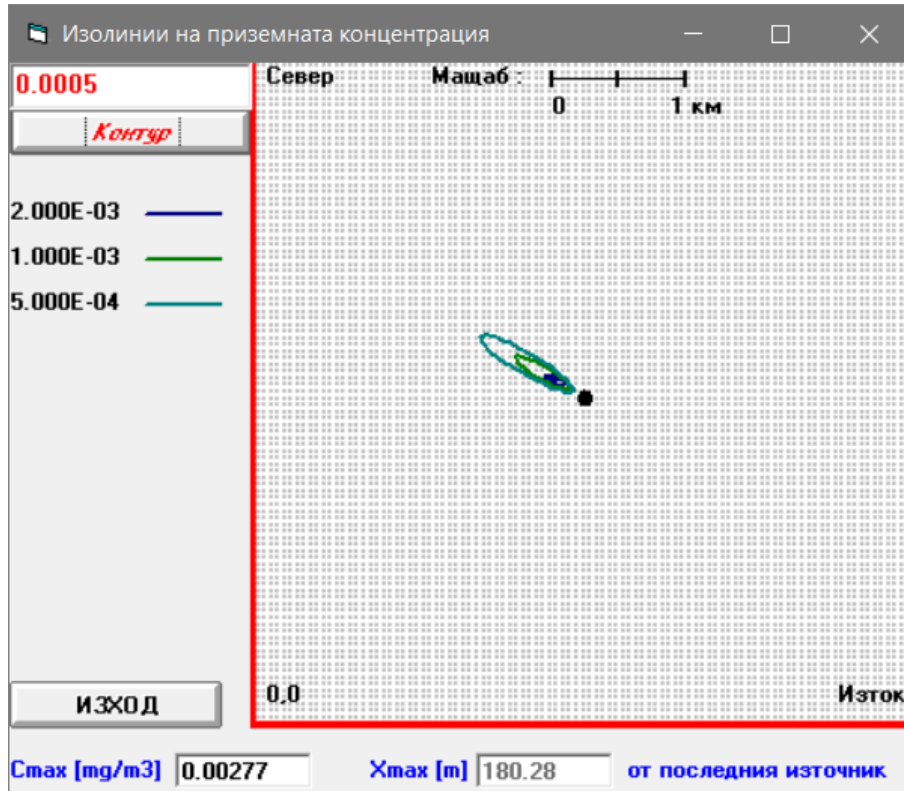 Изолинии на приземната концентрация
0.0005
Север
Мащаб :
0
1 км
Контур
2.000E-03
1.000E-03
5.000E-04
ИЗХОД
0,0
Изток
Cmax [mg/m3] 0.00277
Xmax [m] 180.28 от последния източник